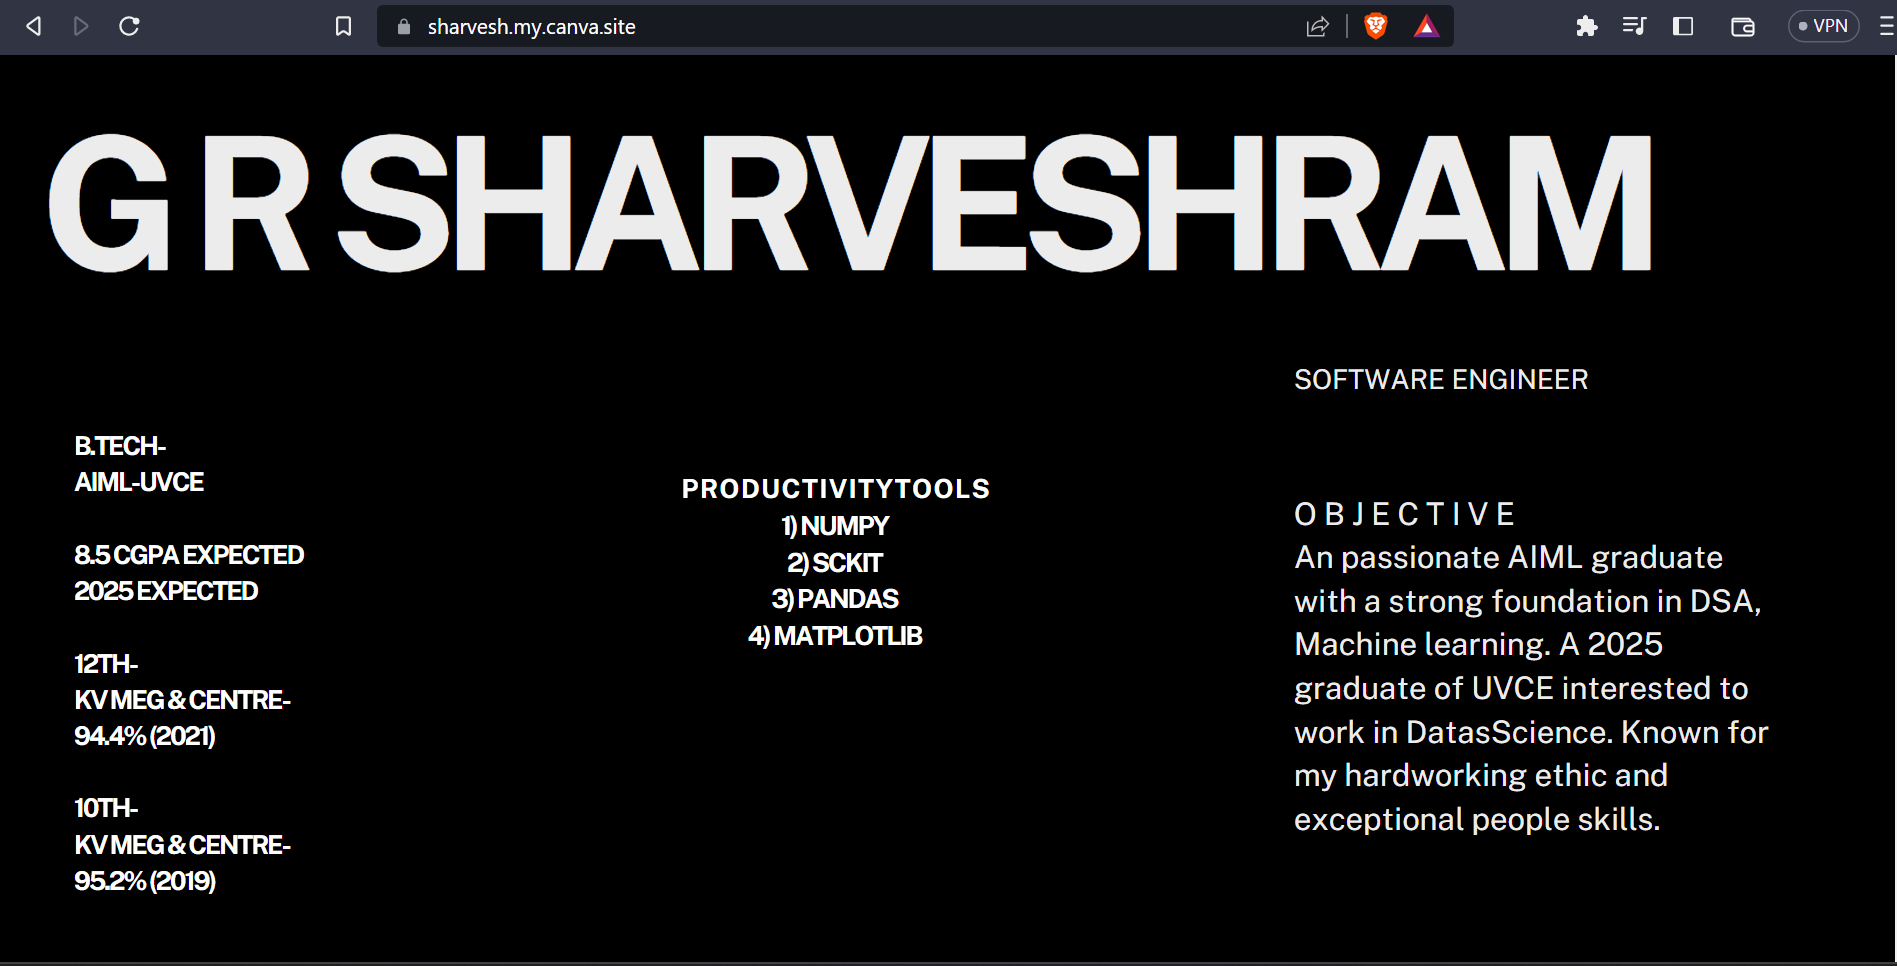 sharvesh.my.canva.site
VPN
G R SHARVESHRAM
B.TECH-
AIML-UVCE
8.5 CGPA EXPECTED
2025 EXPECTED
12TH-
KV MEG & CENTRE-
94.4% (2021)
10TH-
KV MEG & CENTRE-
95.2% (2019)
PRODUCTIVITYTOOLS
1) NUMPY
2) SCKIT
3) PANDAS
4) MATPLOTLIB
SOFTWARE ENGINEER
OBJECTIVE
An passionate AIML graduate
with a strong foundation in DSA,
Machine learning. A 2025
graduate of UVCE interested to
work in DatasScience. Known for
my hardworking ethic and
exceptional people skills.